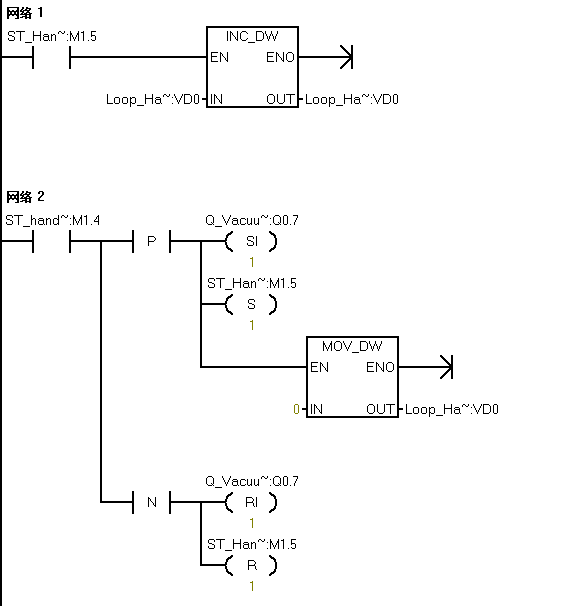 网络 1
ST_Han~:M1.5
INC_DW
EN ENO
Loop_Ha~:VD0 IN OUT Loop_Ha~:VD0
网络 2
ST_hand~:M1.4 Q_Vacuu~:Q0.7
P SI
1
ST_Han~:M1.5
S
1
MOV_DW
EN ENO
0 IN OUT Loop_Ha~:VD0
Q_Vacuu~:Q0.7
N RI
1
ST_Han~:M1.5
R
1